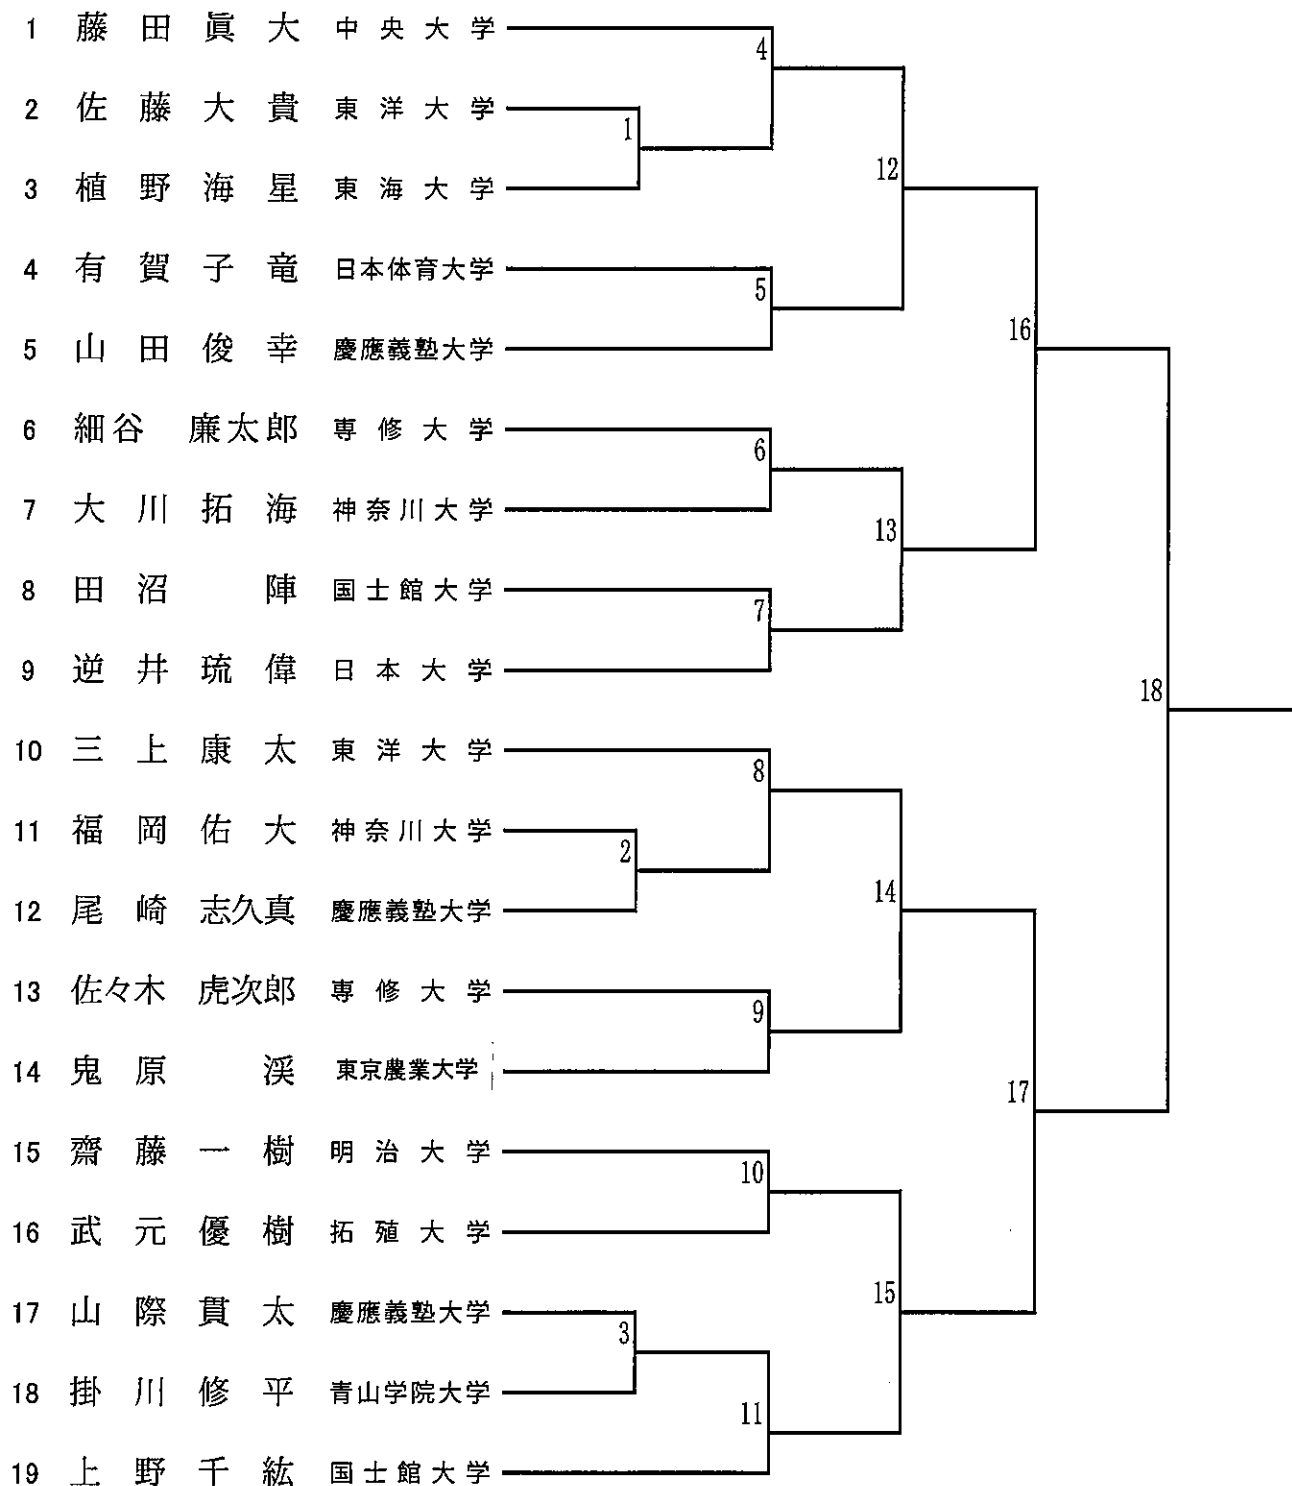 1 藤田眞大 中央大学
4
2 佐藤大貴 東洋大学
1
12
3 植野海星 東海大学
4 有賀子竜 日本体育大学
5
16
5 山田俊幸 慶應義塾大学
6 細谷 廉太郎 専修大学
6
7 大川拓海 神奈川大学
13
8 田沼 陣 国士館大学
7
9 逆井琉偉 日本大学
18
10 三上康太 東洋大学
8
11 福岡佑大 神奈川大学
2
14
12 尾崎志久真 慶應義塾大学
13 佐々木 虎次郎 専修大学
9
14 鬼原 渓 東京農業大学
17
15 齋藤一樹 明治大学
10
16 武元優樹 拓殖大学
15
17 山際貫太 慶應義塾大学
3
18 掛川修平 青山学院大学
11
19 上野千紘 国士館大学